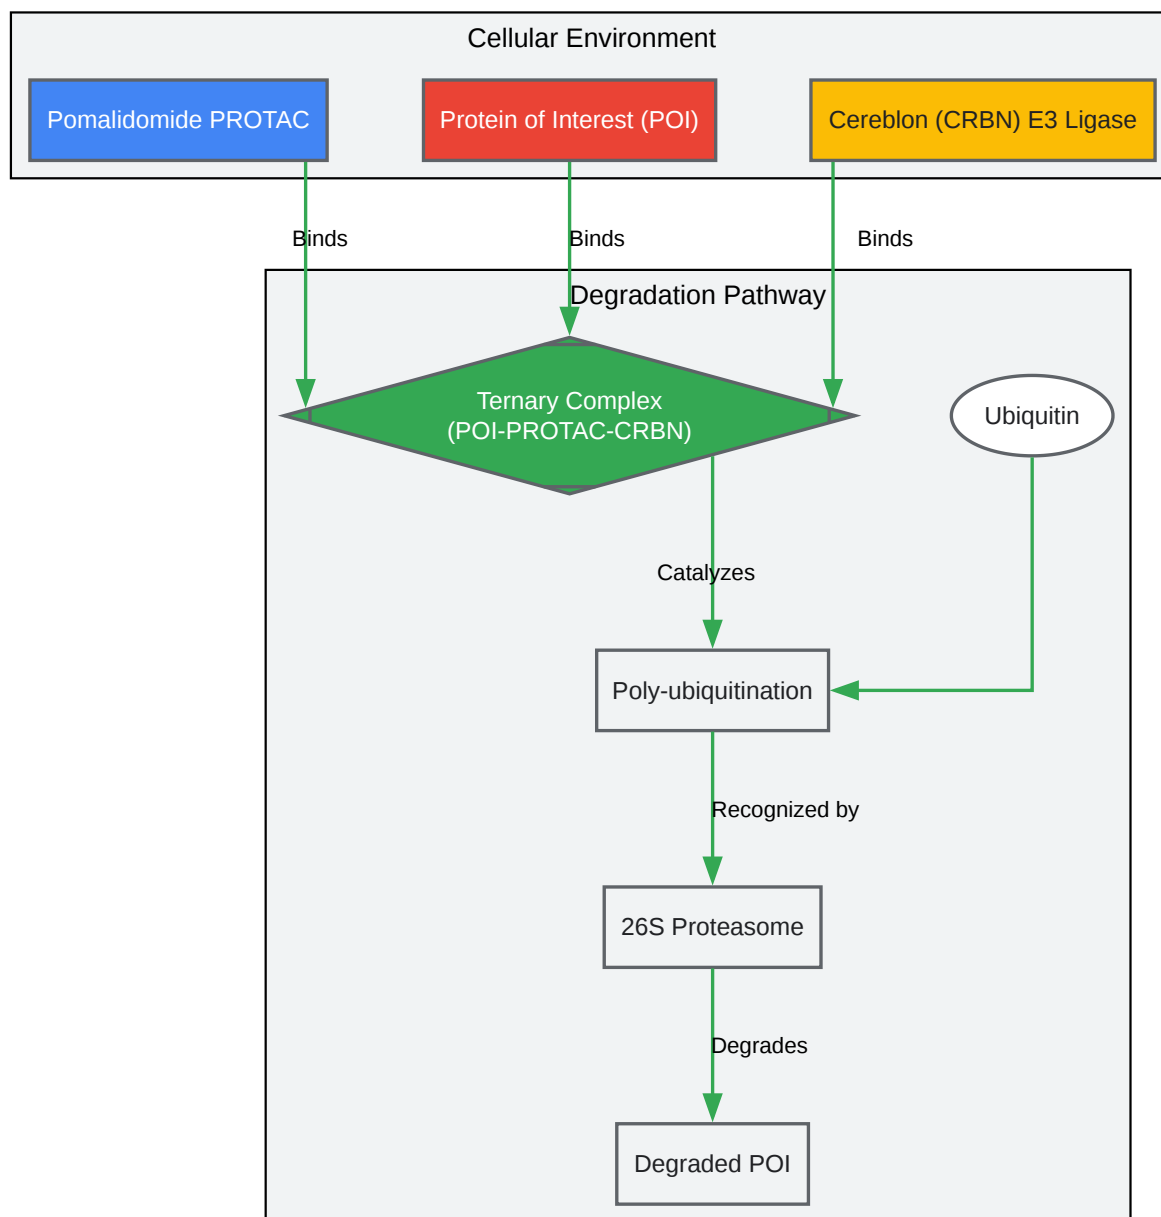 Cellular Environment
Pomalidomide PROTAC
Protein of Interest (POI)
Cereblon (CRBN) E3 Ligase
Binds
Binds
Binds
Degradation Pathway
Ternary Complex
(POI-PROTAC-CRBN)
Ubiquitin
Catalyzes
Poly-ubiquitination
Recognized by
26S Proteasome
Degrades
Degraded POI